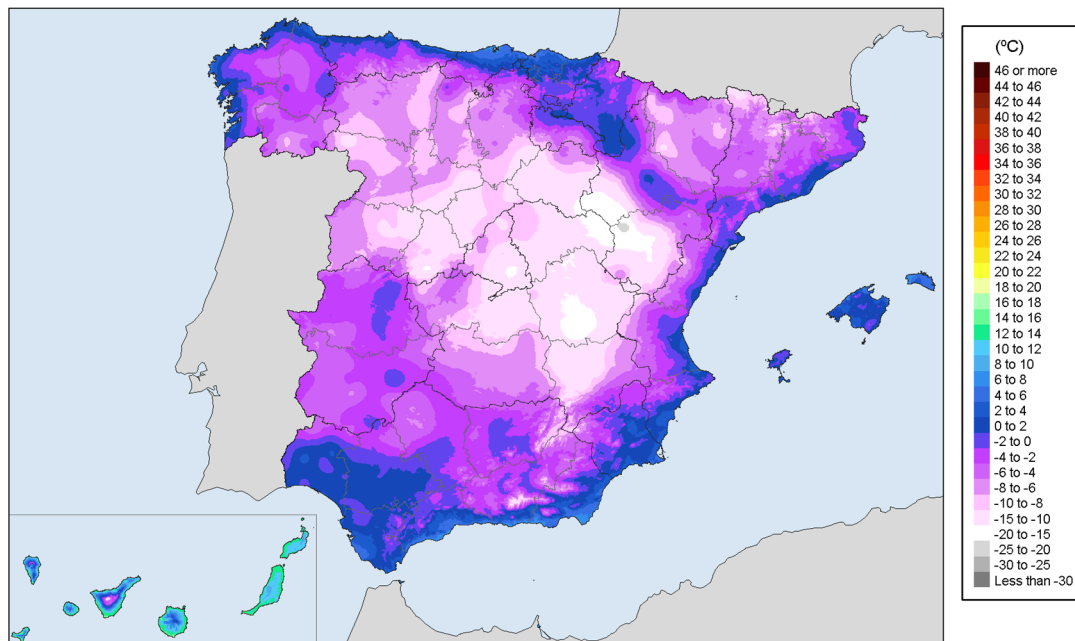 (ºC)
46 or more
44 to 46
42 to 44
40 to 42
38 to 40
36 to 38
34 to 36
32 to 34
30 to 32
28 to 30
26 to 28
24 to 26
22 to 24
20 to 22
18 to 20
16 to 18
14 to 16
12 to 14
10 to 12
8 to 10
6 to 8
4 to 6
2 to 4
0 to 2
-2 to 0
-4 to -2
-6 to -4
-8 to -6
-10 to -8
-15 to -10
-20 to -15
-25 to -20
-30 to -25
Less than -30